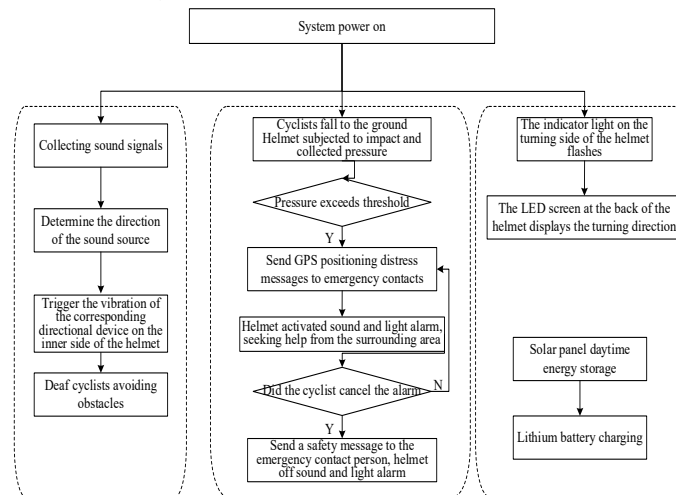 System power on
Collecting sound signals
Determine the direction
of the sound source
Trigger the vibration of
the corresponding
directional device on the
inner side of the helmet
Deaf cyclists avoiding
obstacles
Cyclists fall to the ground
Helmet subjected to impact and
collected pressure
Pressure exceeds threshold
Y
Send GPS positioning distress
messages to emergency contacts
Helmet activated sound and light alarm,
seeking help from the surrounding area
Did the cyclist cancel the alarm
N
Y
Send a safety message to the
emergency contact person, helmet
off sound and light alarm
The indicator light on the
turning side of the helmet
flashes
The LED screen at the back of the
helmet displays the turning direction
Solar panel daytime
energy storage
Lithium battery charging